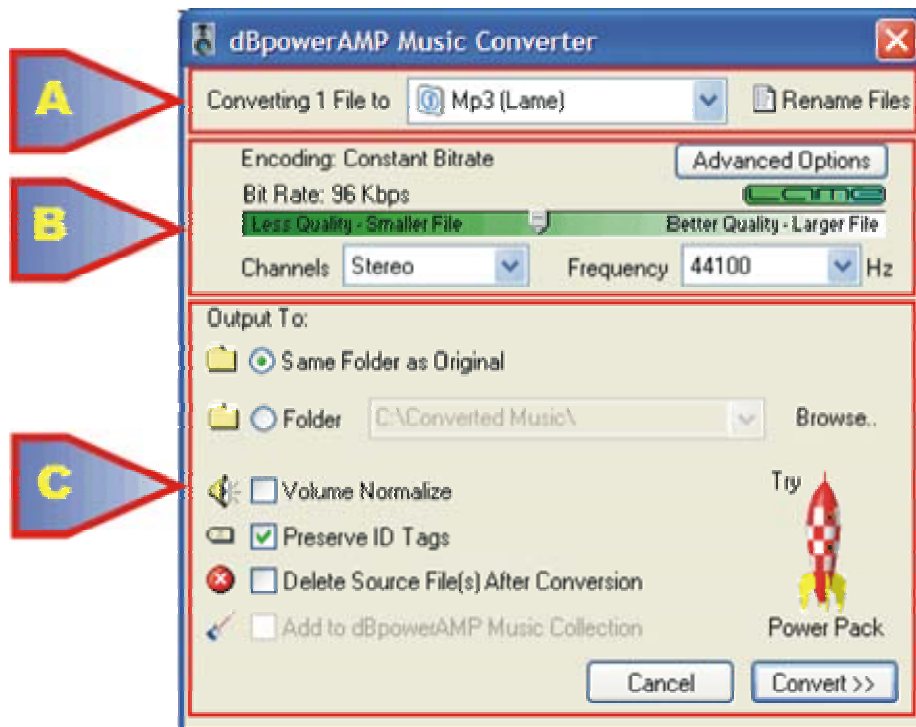 dBpowerAMP Music Converter
A
Converting 1 File to Mp3 (Lame) Rename Files
B
Encoding: Constant Bitrate Advanced Options
Bit Rate: 96 Kbps Lame
Less Quality - Smaller File Better Quality - Larger File
Channels Stereo Frequency 44100 Hz
Output To:
Same Folder as Original
Folder C:\Converted Music\ Browse..
C
Volume Normalize Try
Preserve ID Tags
Delete Source File(s) After Conversion
Add to dBpowerAMP Music Collection Power Pack
Cancel Convert >>